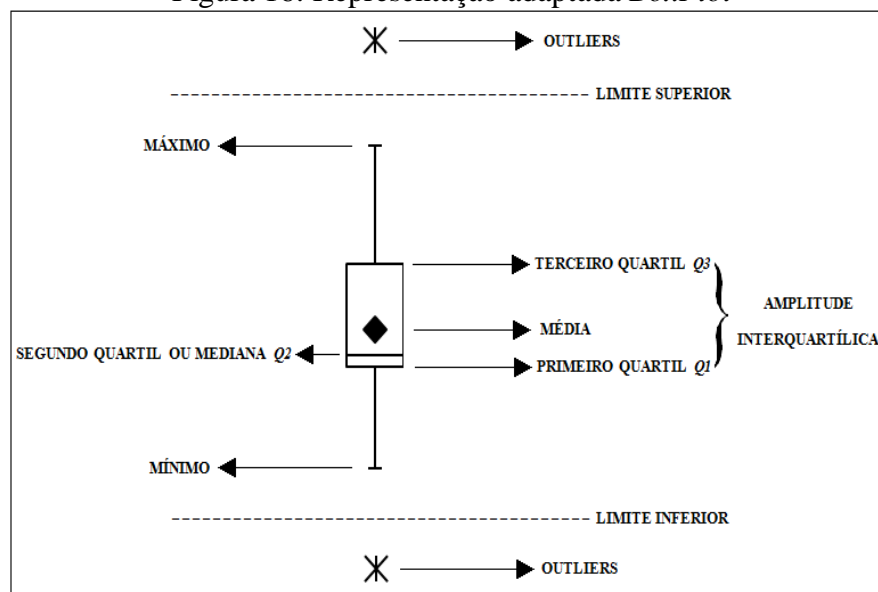 Figura 18: Representação adaptada BoxPlot
OUTLIERS
LIMITE SUPERIOR
MÁXIMO
TERCEIRO QUARTIL Q3
AMPLITUDE
INTERQUARTÍLICA
MÉDIA
SEGUNDO QUARTIL OU MEDIANA Q2
PRIMEIRO QUARTIL Q1
MÍNIMO
LIMITE INFERIOR
OUTLIERS